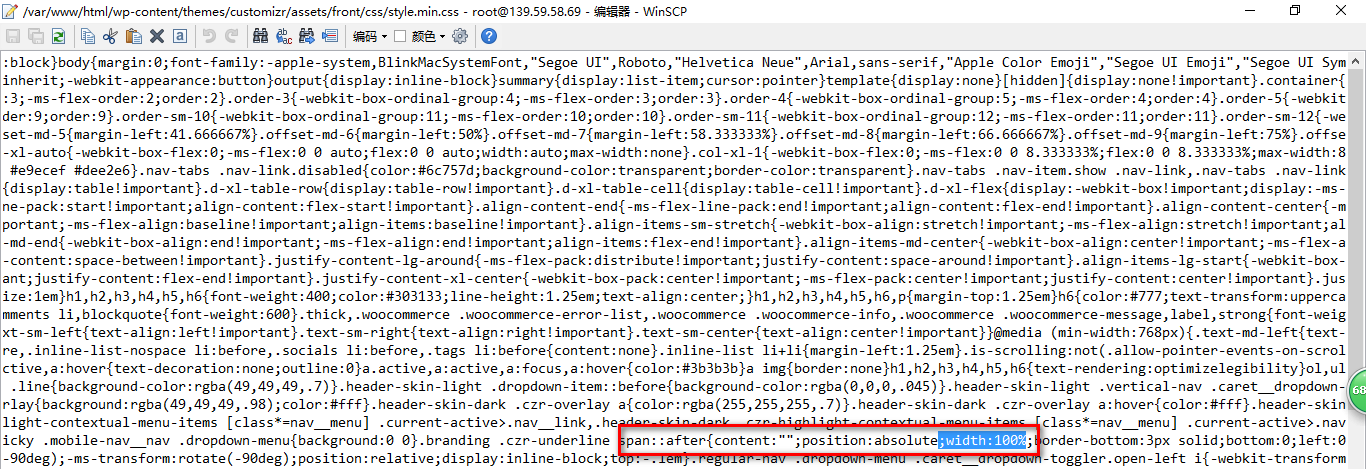 /var/www/html/wp-content/themes/customizr/assets/front/css/style.min.css - root@139.59.58.69 - 编辑器 - WinSCP
编码 颜色
:block}body{margin:0;font-family:-apple-system,BlinkMacSystemFont,"Segoe UI",Roboto,"Helvetica Neue",Arial,sans-serif,"Apple Color Emoji","Segoe UI Emoji","Segoe UI Sym
inherit;-webkit-appearance:button}output{display:inline-block}summary{display:list-item;cursor:pointer}template{display:none}[hidden]{display:none!important}.container{
:3;-ms-flex-order:2;order:2}.order-3{-webkit-box-ordinal-group:4;-ms-flex-order:3;order:3}.order-4{-webkit-box-ordinal-group:5;-ms-flex-order:4;order:4}.order-5{-webkit
der:9;order:9}.order-sm-10{-webkit-box-ordinal-group:11;-ms-flex-order:10;order:10}.order-sm-11{-webkit-box-ordinal-group:12;-ms-flex-order:11;order:11}.order-sm-12{-we
set-md-5{margin-left:41.666667%}.offset-md-6{margin-left:50%}.offset-md-7{margin-left:58.333333%}.offset-md-8{margin-left:66.666667%}.offset-md-9{margin-left:75%}.offse
-xl-auto{-webkit-box-flex:0;-ms-flex:0 0 auto;flex:0 0 auto;width:auto;max-width:none}.col-xl-1{-webkit-box-flex:0;-ms-flex:0 0 8.333333%;flex:0 0 8.333333%;max-width:8
#e9ecef #dee2e6}.nav-tabs .nav-link.disabled{color:#6c757d;background-color:transparent;border-color:transparent}.nav-tabs .nav-item.show .nav-link,.nav-tabs .nav-link
{display:table!important}.d-xl-table-row{display:table-row!important}.d-xl-table-cell{display:table-cell!important}.d-xl-flex{display:-webkit-box!important;display:-ms-
ne-pack:start!important;align-content:flex-start!important}.align-content-end{-ms-flex-line-pack:end!important;align-content:flex-end!important}.align-content-center{-m
portant;-ms-flex-align:baseline!important;align-items:baseline!important}.align-items-sm-stretch{-webkit-box-align:stretch!important;-ms-flex-align:stretch!important;al
-md-end{-webkit-box-align:end!important;-ms-flex-align:end!important;align-items:flex-end!important}.align-items-md-center{-webkit-box-align:center!important;-ms-flex-a
-content:space-between!important}.justify-content-lg-around{-ms-flex-pack:distribute!important;justify-content:space-around!important}.align-items-lg-start{-webkit-box-
ant;justify-content:flex-end!important}.justify-content-xl-center{-webkit-box-pack:center!important;-ms-flex-pack:center!important;justify-content:center!important}.jus
ize:1em}h1,h2,h3,h4,h5,h6{font-weight:400;color:#303133;line-height:1.25em;text-align:center;}h1,h2,h3,h4,h5,h6,p{margin-top:1.25em}h6{color:#777;text-transform:upperca
mments li,blockquote{font-weight:600}.thick,.woocommerce .woocommerce-error-list,.woocommerce .woocommerce-info,.woocommerce .woocommerce-message,label,strong{font-weig
xt-sm-left{text-align:left!important}.text-sm-right{text-align:right!important}.text-sm-center{text-align:center!important}}@media (min-width:768px){.text-md-left{text-
re,.inline-list-nospace li:before,.socials li:before,.tags li:before{content:none}.inline-list li+li{margin-left:1.25em}.is-scrolling:not(.allow-pointer-events-on-scrol
ctive,a:hover{text-decoration:none;outline:0}a.active,a:active,a:focus,a:hover{color:#3b3b3b}a img{border:none}h1,h2,h3,h4,h5,h6{text-rendering:optimizelegibility}ol,ul
.line{background-color:rgba(49,49,49,.7)}.header-skin-light .dropdown-item::before{background-color:rgba(0,0,0,.045)}.header-skin-light .vertical-nav .caret__dropdown-
rlay{background:rgba(49,49,49,.98);color:#fff}.header-skin-dark .czr-overlay a{color:rgba(255,255,255,.7)}.header-skin-dark .czr-overlay a:hover{color:#fff}.header-skin
light-contextual-menu-items [class*=nav__menu] .current-active>.nav__link,.header-skin-dark .czr-highlight-contextual-menu-items [class*=nav__menu] .current-active>.nav
icky .mobile-nav__nav .dropdown-menu{background:0 0}.branding .czr-underline span::after{content:"";position:absolute;width:100%;border-bottom:3px solid;bottom:0;left:0
-90deg);-ms-transform:rotate(-90deg);position:relative;display:inline-block;top:-.1em}.regular-nav .dropdown-menu .caret__dropdown-toggler.open-left i{-webkit-transform
68